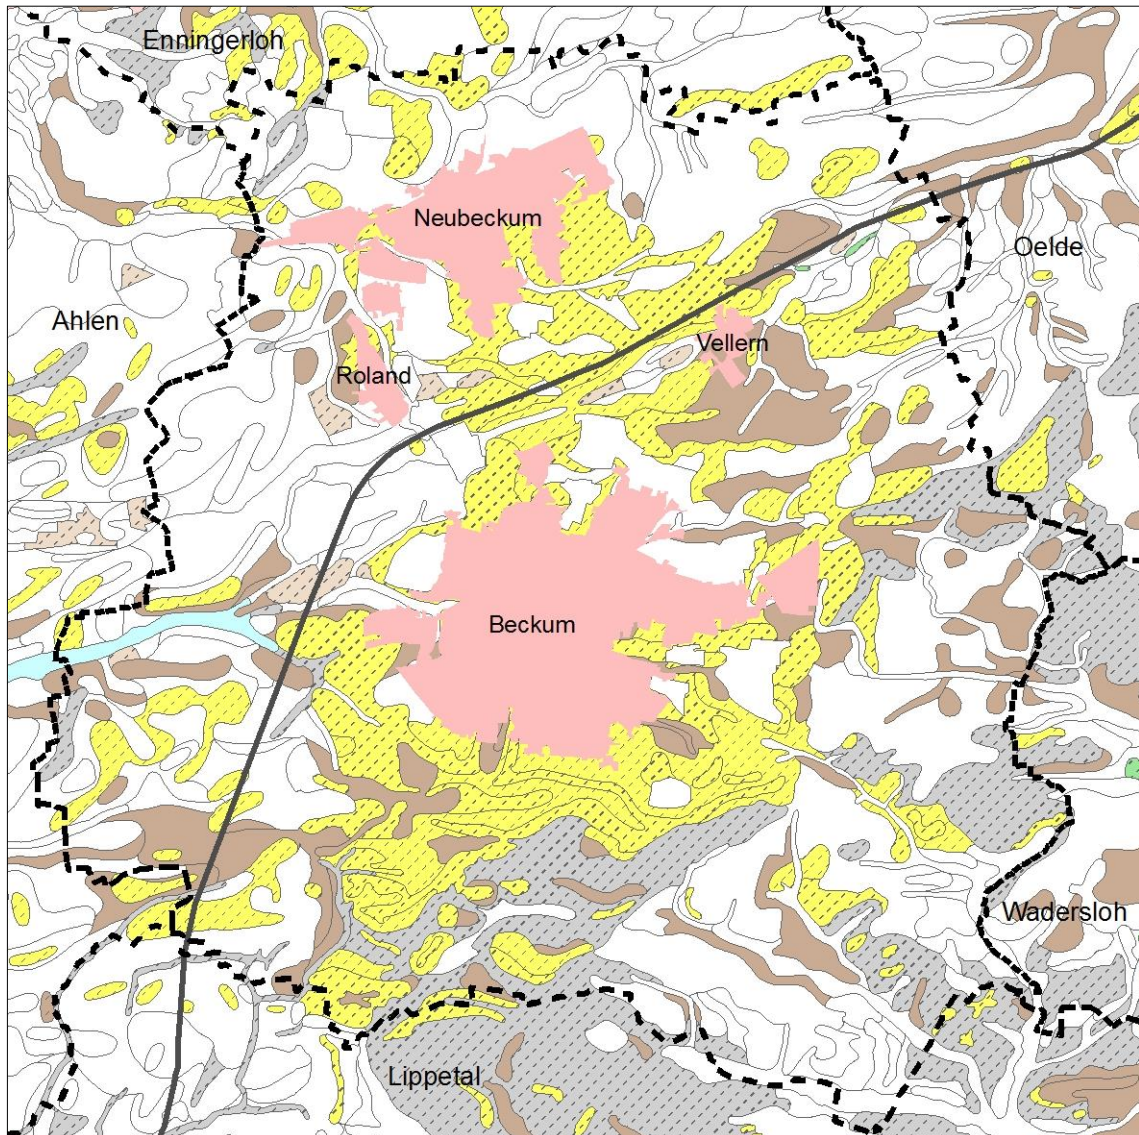 Enningerloh
Neubeckum
Oelde
Ahlen
Vellern
Roland
Beckum
Wadersloh
Lippetal